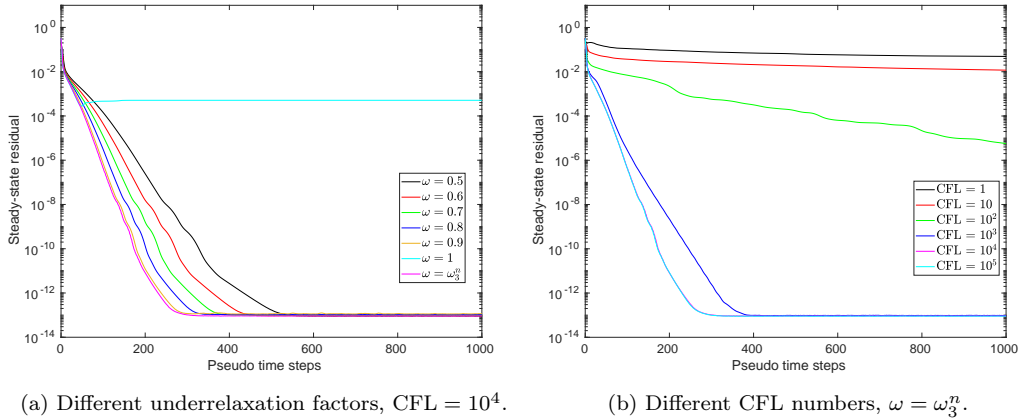 10^0
10^-2
10^-4
10^-6
10^-8
10^-10
10^-12
10^-14
Steady-state residual
0 200 400 600 800 1000
Pseudo time steps
ω = 0.5
ω = 0.6
ω = 0.7
ω = 0.8
ω = 0.9
ω = 1
ω = ω_3^n
10^0
10^-2
10^-4
10^-6
10^-8
10^-10
10^-12
10^-14
Steady-state residual
0 200 400 600 800 1000
Pseudo time steps
CFL = 1
CFL = 10
CFL = 10^2
CFL = 10^3
CFL = 10^4
CFL = 10^5
(a) Different underrelaxation factors, CFL = 10^4.
(b) Different CFL numbers, ω = ω_3^n.